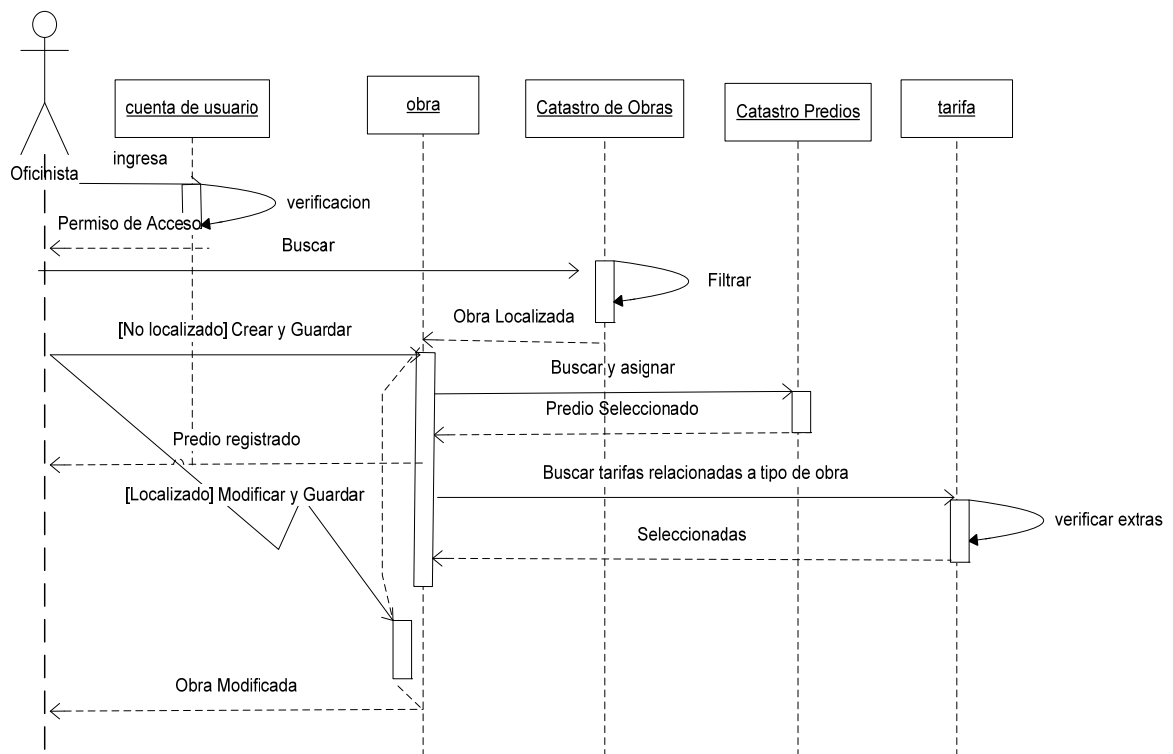 cuenta de usuario
obra
Catastro de Obras
Catastro Predios
tarifa
Oficinista
ingresa
verificacion
Permiso de Acceso
Buscar
Filtrar
Obra Localizada
[No localizado] Crear y Guardar
Buscar y asignar
Predio Seleccionado
Predio registrado
Buscar tarifas relacionadas a tipo de obra
[Localizado] Modificar y Guardar
verificar extras
Seleccionadas
Obra Modificada